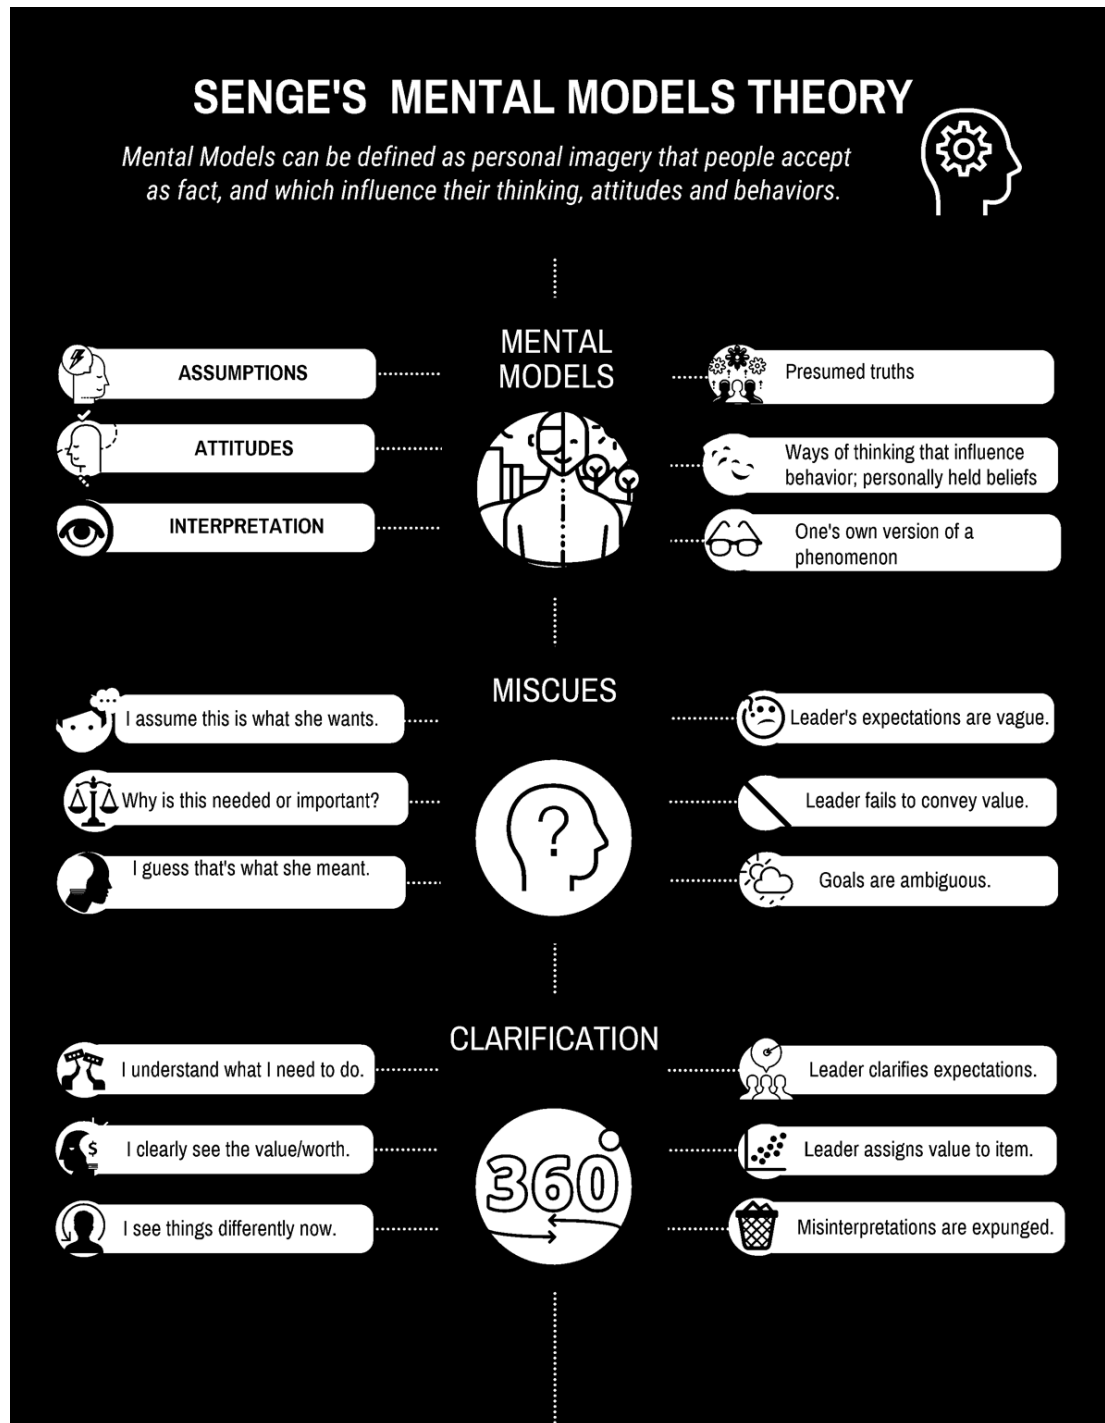 SENGE'S MENTAL MODELS THEORY
Mental Models can be defined as personal imagery that people accept
as fact, and which influence their thinking, attitudes and behaviors.
MENTAL
MODELS
ASSUMPTIONS
Presumed truths
ATTITUDES
Ways of thinking that influence
behavior; personally held beliefs
INTERPRETATION
One's own version of a
phenomenon
MISCUES
I assume this is what she wants.
Leader's expectations are vague.
Why is this needed or important?
Leader fails to convey value.
?
I guess that's what she meant.
Goals are ambiguous.
CLARIFICATION
I understand what I need to do.
Leader clarifies expectations.
$
I clearly see the value/worth.
Leader assigns value to item.
360
I see things differently now.
Misinterpretations are expunged.